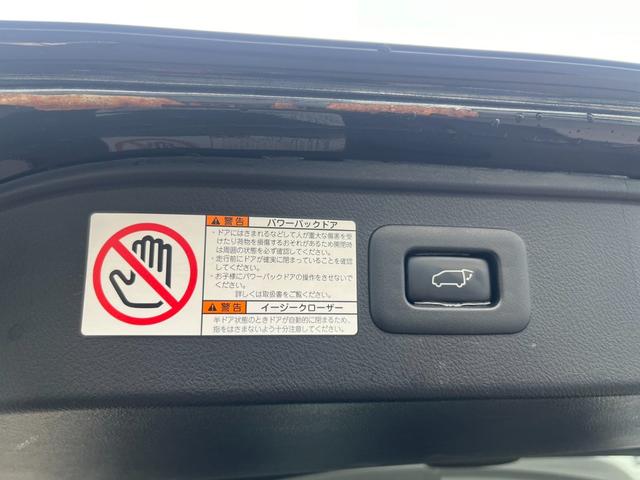 警告 パワーバックドア
・ドアにはさまれるなどして人が重大な傷害を受
けたり荷物を損傷するおそれがあるため開閉時
は周囲の状態を必ず確認してください。
・走行前にドアが確実に閉まっていることを確認
してください。
・お子様にパワーバックドアの操作をさせないで
ください。
詳しくは取扱書をご覧ください。
警告 イージークローザー
半ドア状態のときドアが自動的に閉まるため、
指をはさまないよう十分注意してください。